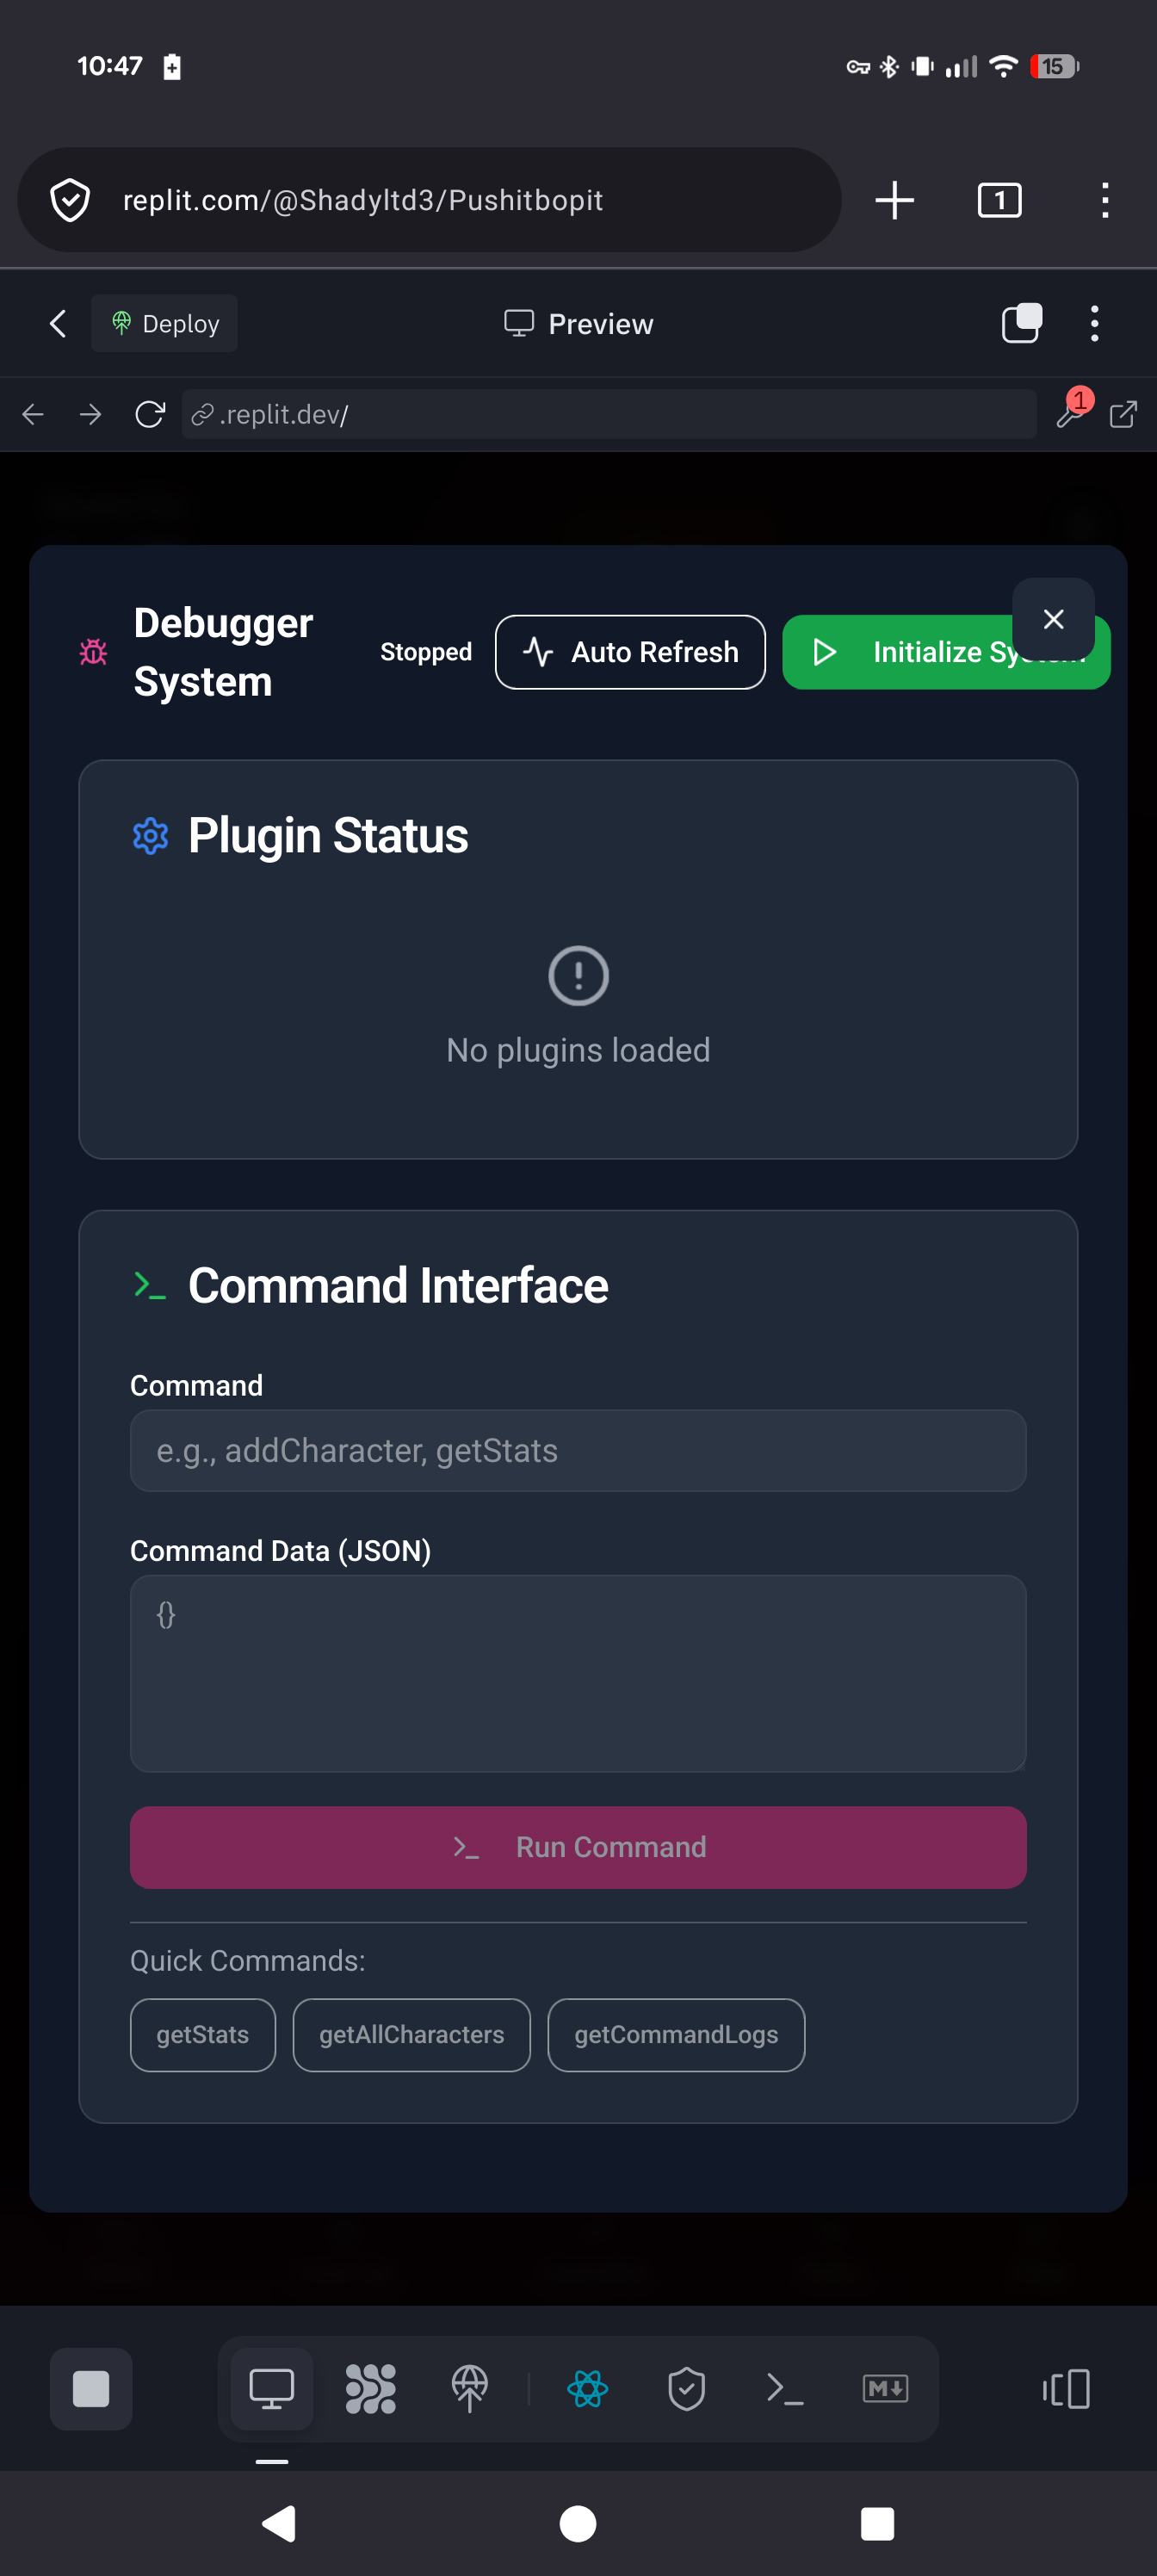 10:47
15
replit.com/@Shadyltd3/Pushitbopit
1
Deploy
Preview
.replit.dev/
1
Debugger
System
Stopped
Auto Refresh
Initialize
Plugin Status
No plugins loaded
Command Interface
Command
e.g., addCharacter, getStats
Command Data (JSON)
{}
Run Command
Quick Commands:
getStats
getAllCharacters
getCommandLogs
M